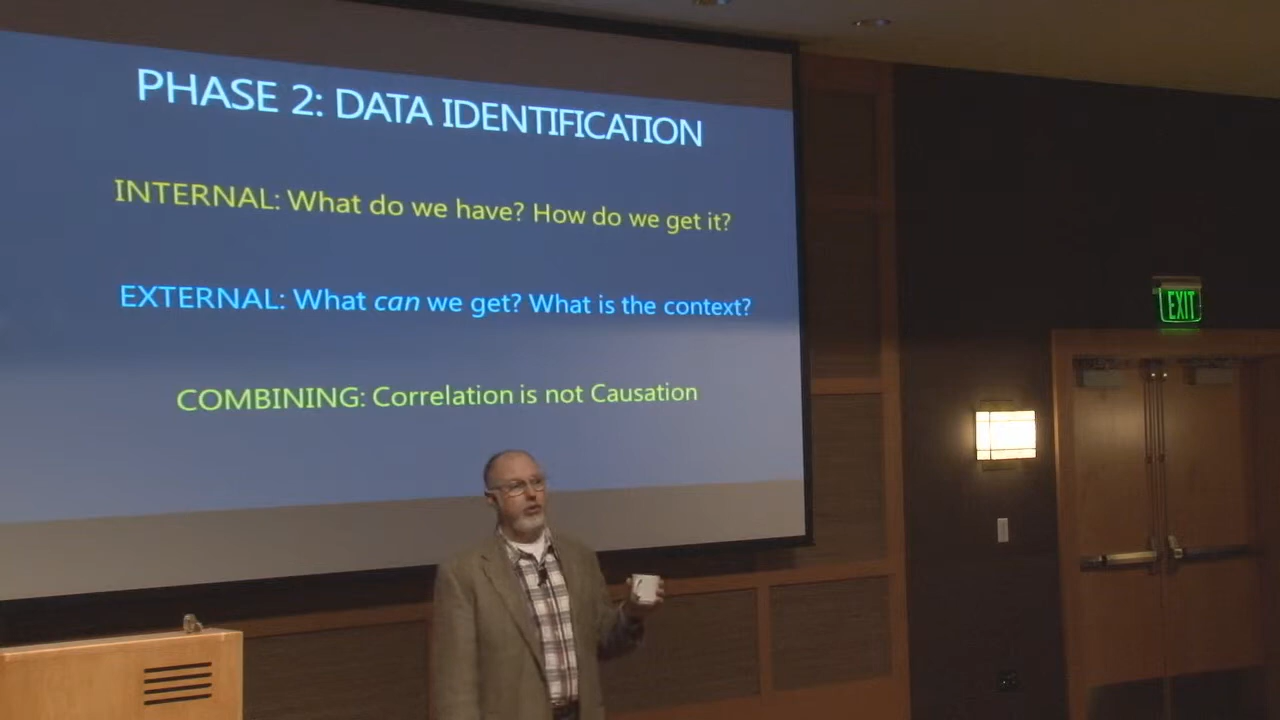 PHASE 2: DATA IDENTIFICATION
INTERNAL: What do we have? How do we get it?
EXTERNAL: What can we get? What is the context?
COMBINING: Correlation is not Causation
EXIT